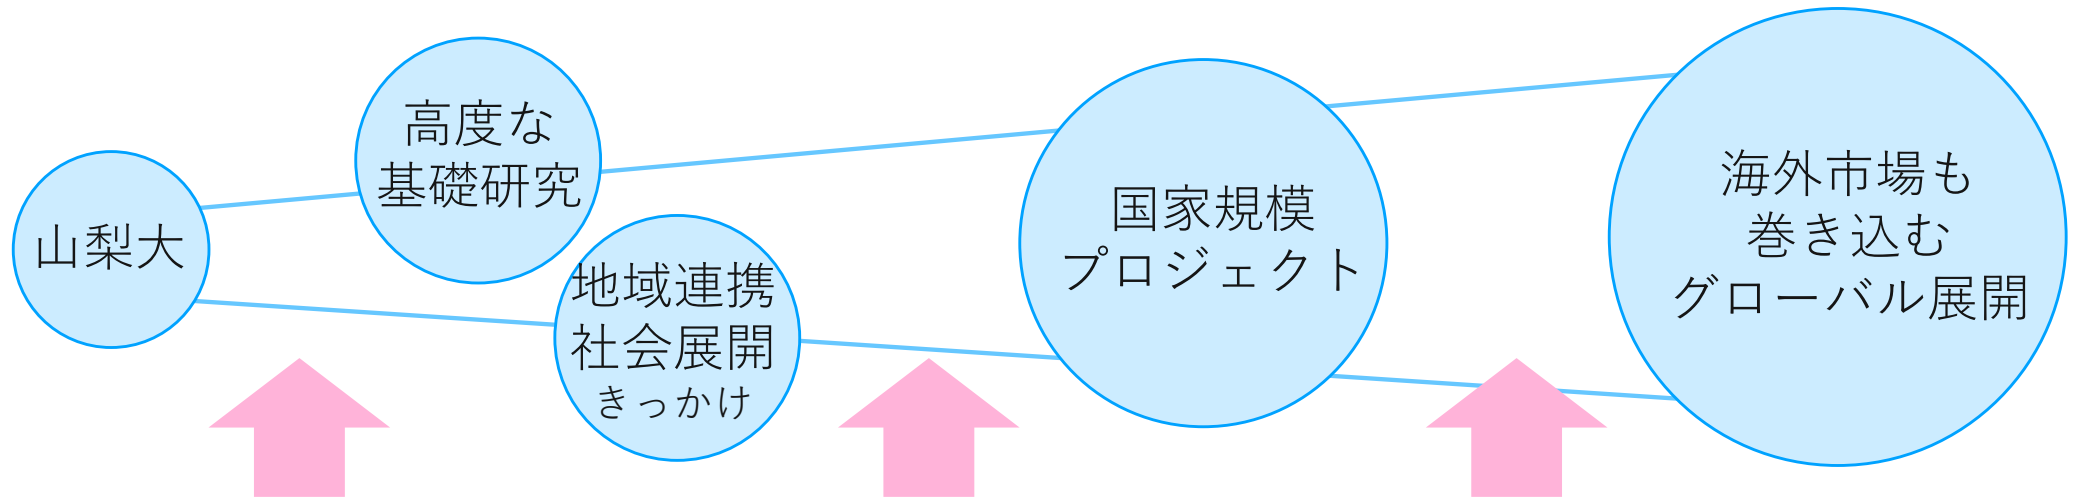 山梨大
高度な
基礎研究
地域連携
社会展開
きっかけ
国家規模
プロジェクト
海外市場も
巻き込む
グローバル展開